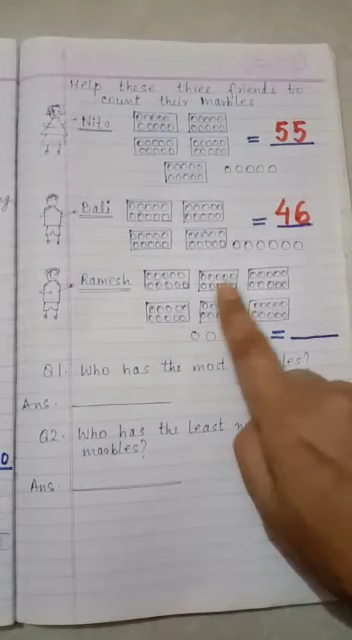 Help these three friends to
count their marbles
Nita
= 55
Bali
= 46
Ramesh
=
Q1. Who has the most
Ans.
Q2. Who has the least
marbles?
Ans